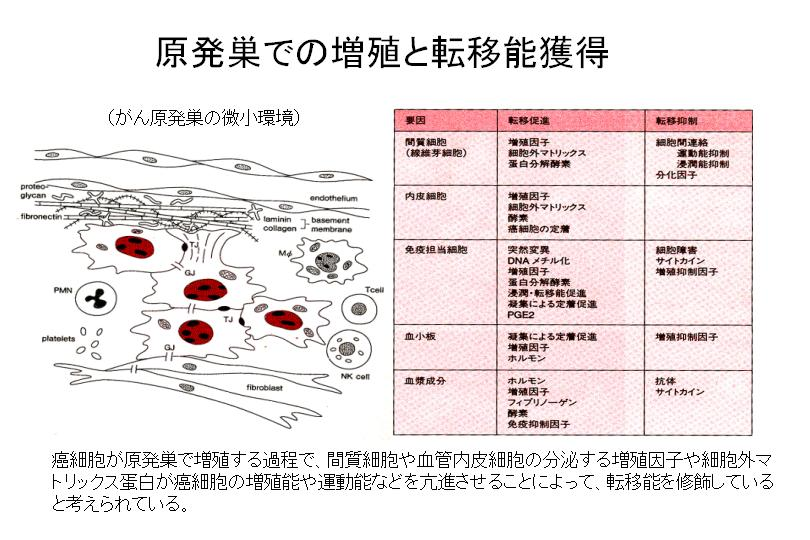 原発巣での増殖と転移能獲得
（がん原発巣の微小環境）
proteo-
glycan
fibronectin
endothelium
laminin
collagen
basement
membrane
TJ
GJ
Mφ
PMN
Tcell
TJ
platelets
GJ
NK cell
fibroblast
要因 転移促進 転移抑制
間質細胞 増殖因子 細胞間連絡
（線維芽細胞） 細胞外マトリックス 運動能抑制
蛋白分解酵素 浸潤能抑制
分化因子
内皮細胞 増殖因子
細胞外マトリックス
酵素
癌細胞の定着
免疫担当細胞 突然変異 細胞障害
DNAメチル化 サイトカイン
増殖因子 増殖抑制因子
蛋白分解酵素
浸潤・転移能促進
凝集による定着促進
PGE2
血小板 凝集による定着促進 増殖抑制因子
増殖因子
ホルモン
血漿成分 ホルモン 抗体
増殖因子 サイトカイン
フィブリノーゲン
酵素
免疫抑制因子
癌細胞が原発巣で増殖する過程で、間質細胞や血管内皮細胞の分泌する増殖因子や細胞外マ
トリックス蛋白が癌細胞の増殖能や運動能などを亢進させることによって、転移能を修飾している
と考えられている。